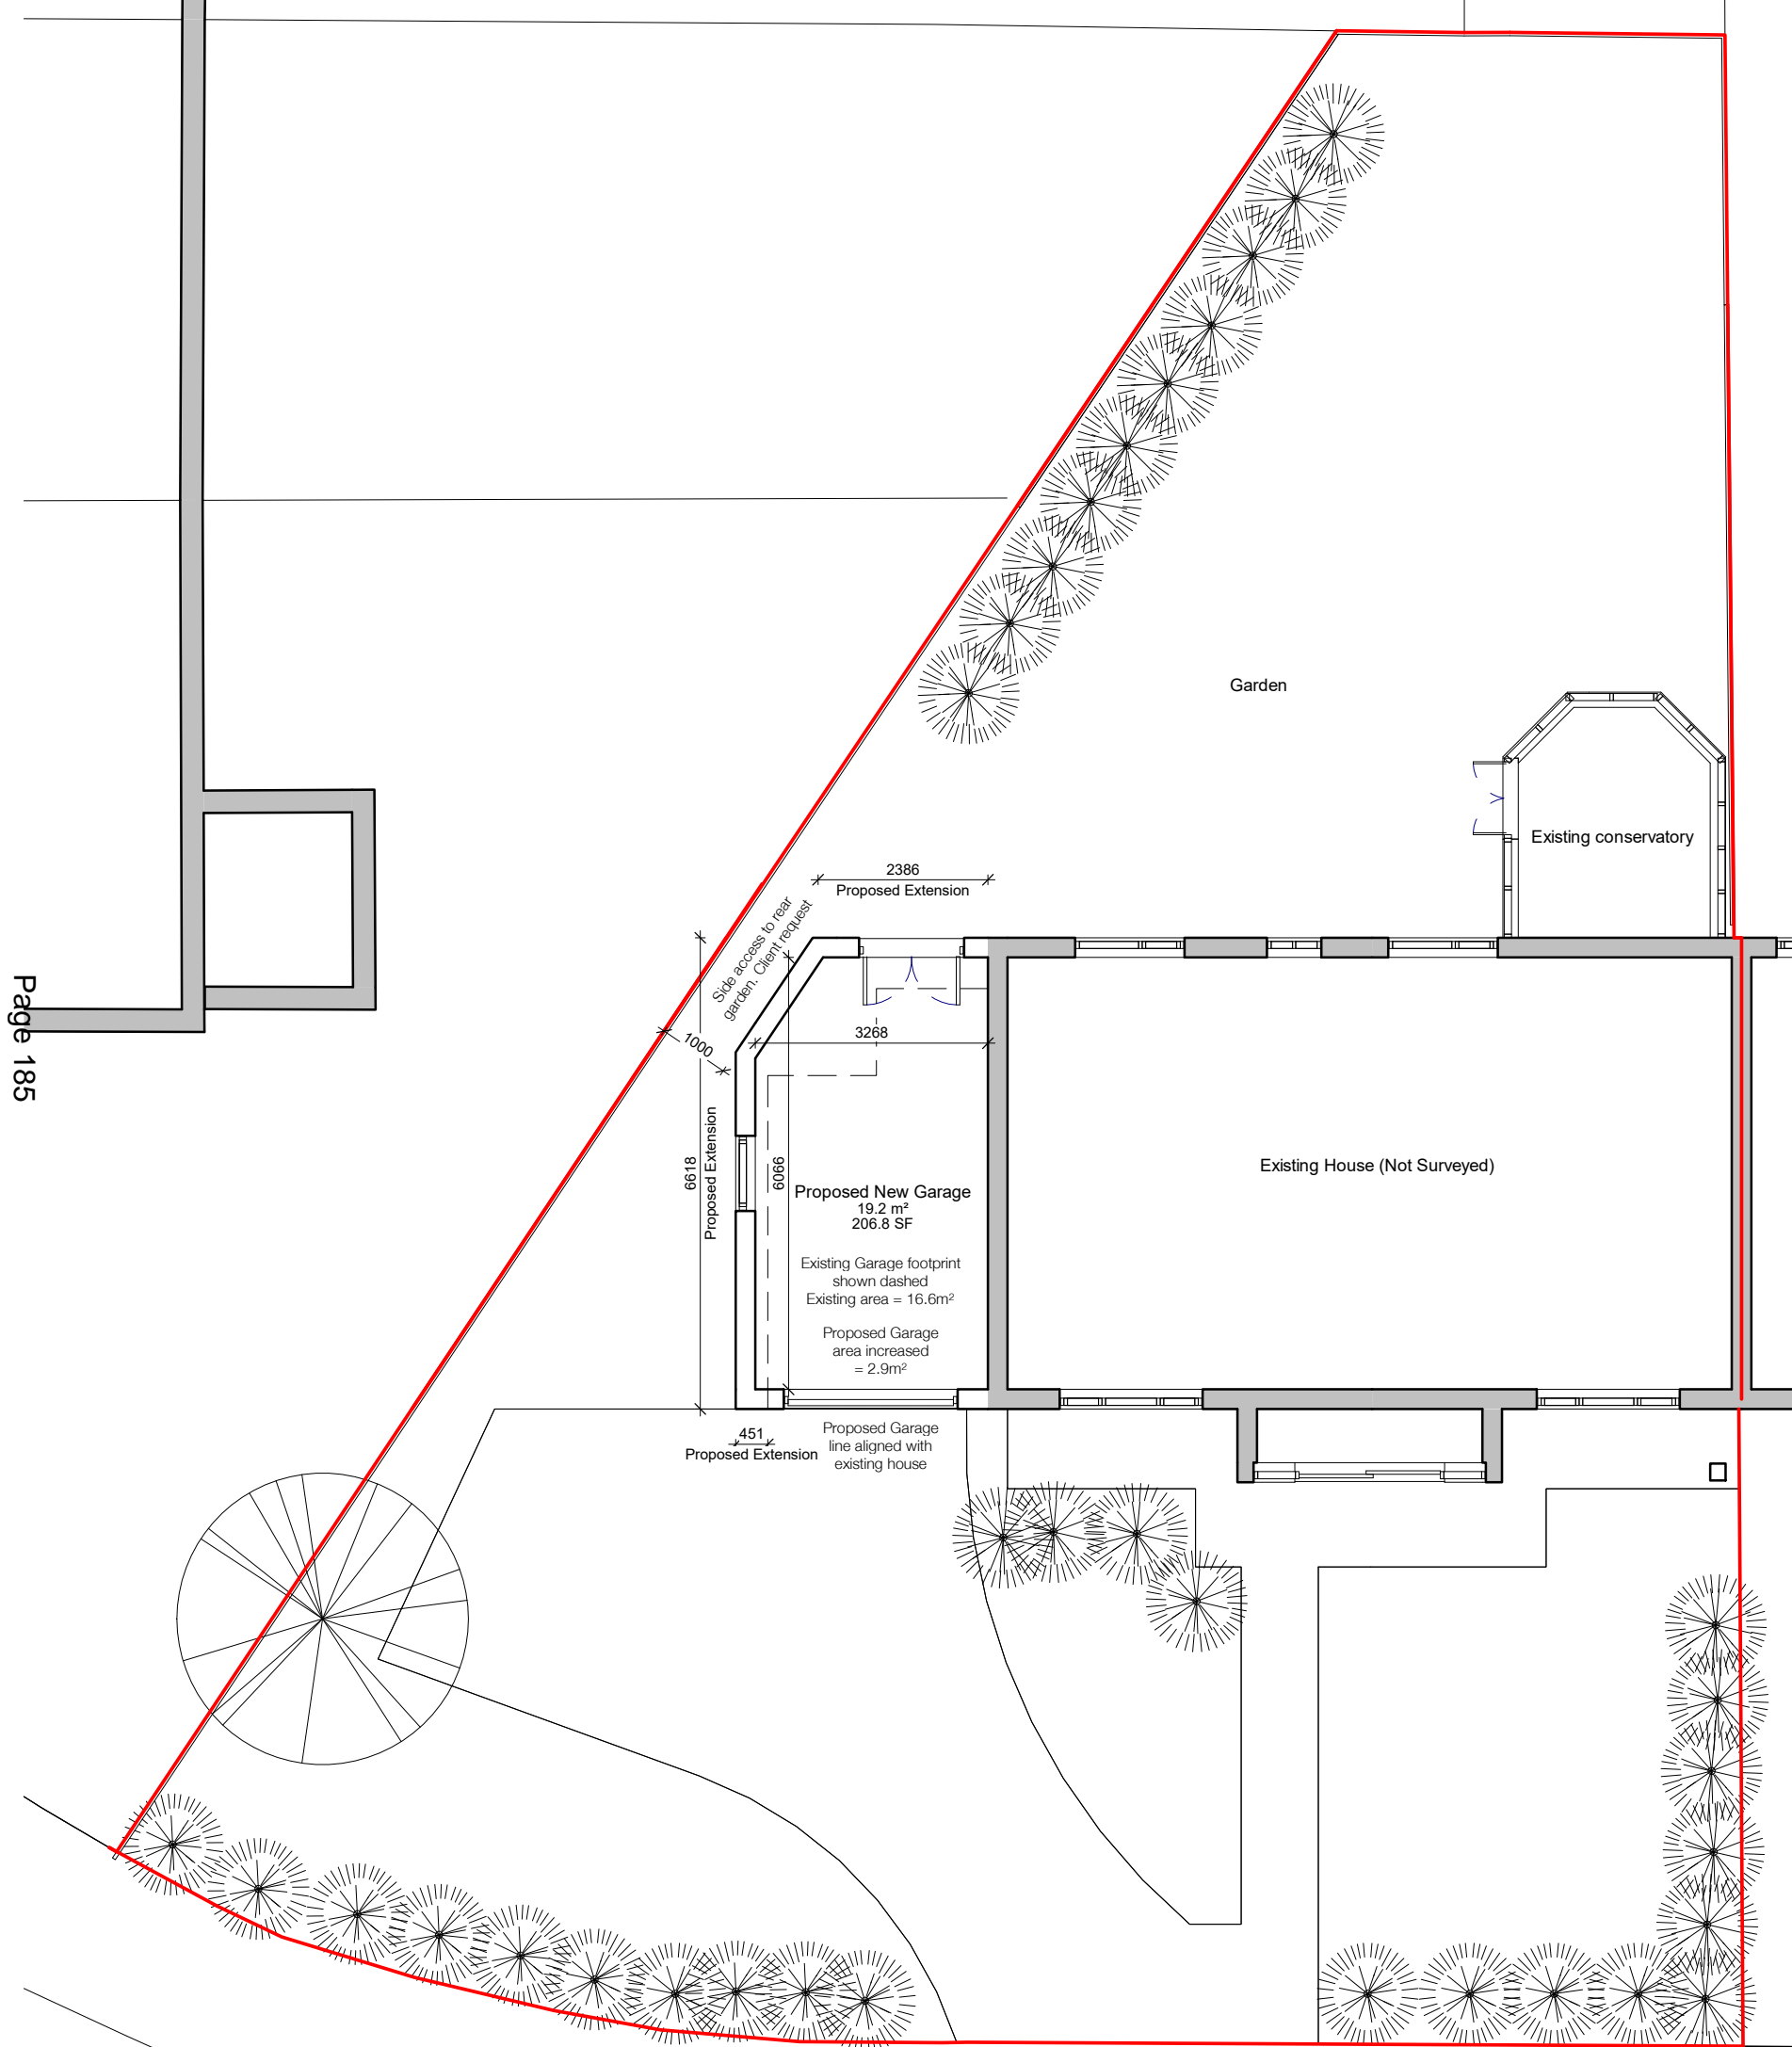 Garden
Existing conservatory
2386
Proposed Extension
Side access to rear
garden. Client request
1000
3268
Page 185
6618
Proposed Extension
6066
Existing House (Not Surveyed)
Proposed New Garage
19.2 m²
206.8 SF
Existing Garage footprint
shown dashed
Existing area = 16.6m²
Proposed Garage
area increased
= 2.9m²
451
Proposed Extension
Proposed Garage
line aligned with
existing house